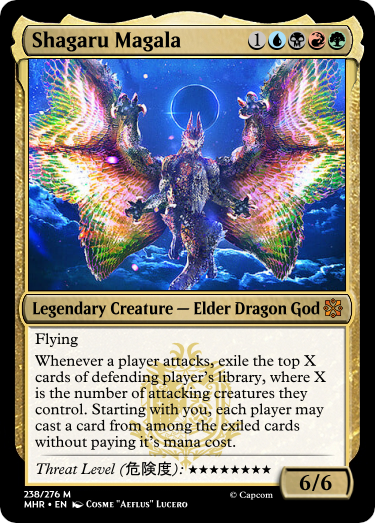 Shagaru Magala 1
Legendary Creature — Elder Dragon God
Flying
Whenever a player attacks, exile the top X
cards of defending player's library, where X
is the number of attacking creatures they
control. Starting with you, each player may
cast a card from among the exiled cards
without paying it's mana cost.
Threat Level (危険度): ★★★★★★★★
6/6
238/276 M
MHR • EN Cosme "Aeflus" Lucero
© Capcom